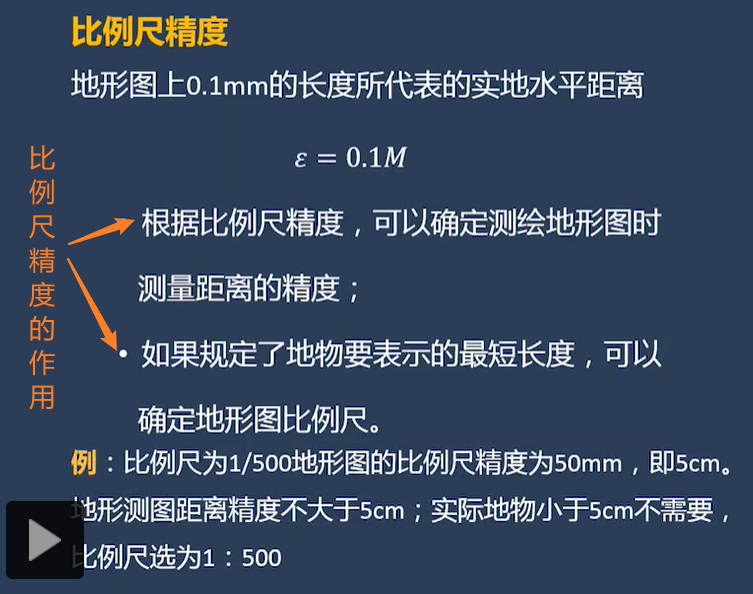 比例尺精度
地形图上0.1mm的长度所代表的实地水平距离
ε = 0.1M
比例尺精度的作用
根据比例尺精度，可以确定测绘地形图时
测量距离的精度；
• 如果规定了地物要表示的最短长度，可以
确定地形图比例尺。
例：比例尺为1/500地形图的比例尺精度为50mm，即5cm。
地形测图距离精度不大于5cm；实际地物小于5cm不需要，
比例尺选为1：500